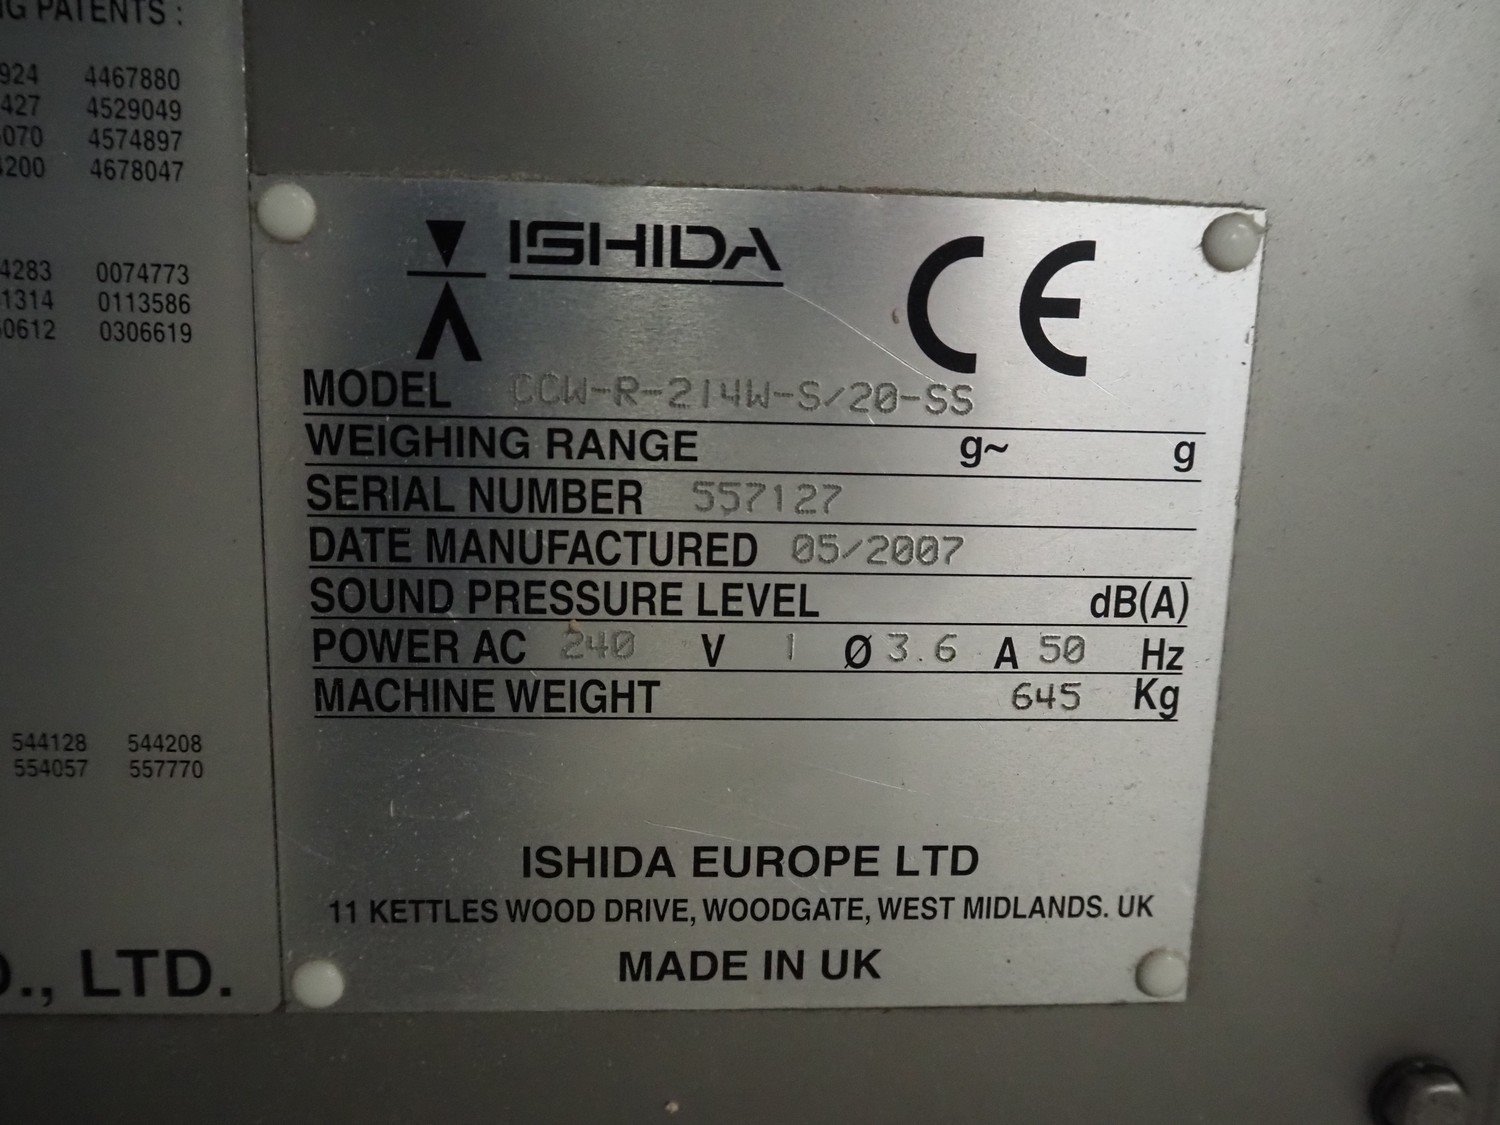 PATENTS :
924 4467880
427 4529049
070 4574897
4200 4678047
4283 0074773
1314 0113586
0612 0306619
544128 544208
554057 557770
., LTD.
ISHIDA
CE
MODEL CCW-R-214W-S/20-SS
WEIGHING RANGE g~ g
SERIAL NUMBER 557127
DATE MANUFACTURED 05/2007
SOUND PRESSURE LEVEL dB(A)
POWER AC 240 V 1 Ø 3.6 A 50 Hz
MACHINE WEIGHT 645 Kg
ISHIDA EUROPE LTD
11 KETTLES WOOD DRIVE, WOODGATE, WEST MIDLANDS. UK
MADE IN UK